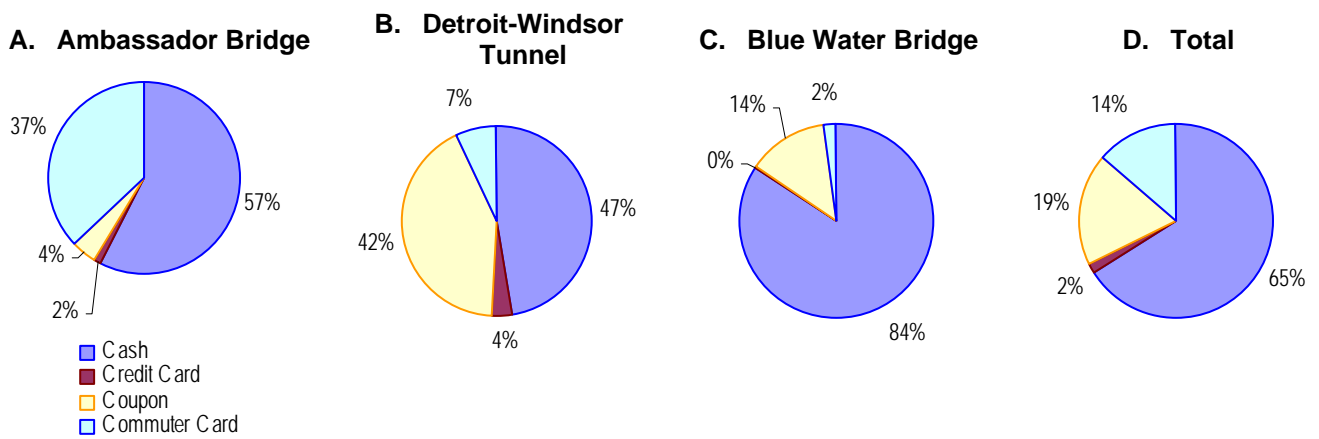 A. Ambassador Bridge
37%
57%
4%
2%
Cash
Credit Card
Coupon
Commuter Card
B. Detroit-Windsor
Tunnel
7%
47%
42%
4%
C. Blue Water Bridge
14%
2%
0%
84%
D. Total
14%
19%
2%
65%